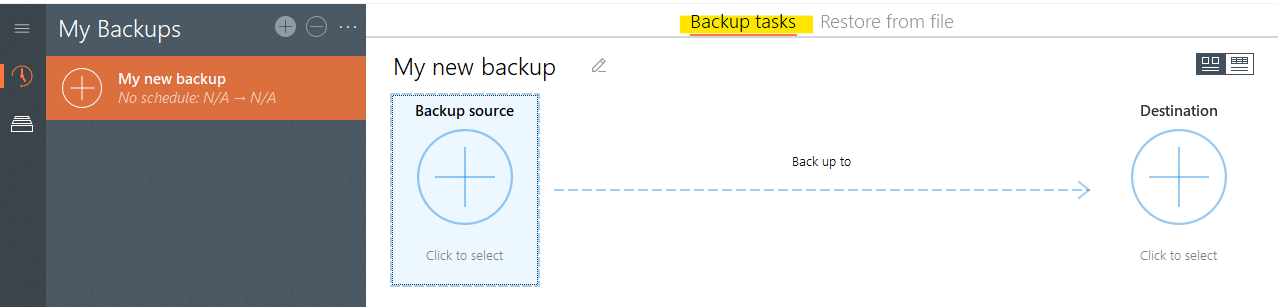 My Backups
My new backup
No schedule: N/A → N/A
Backup tasks Restore from file
My new backup
Backup source
Click to select
Back up to
Destination
Click to select